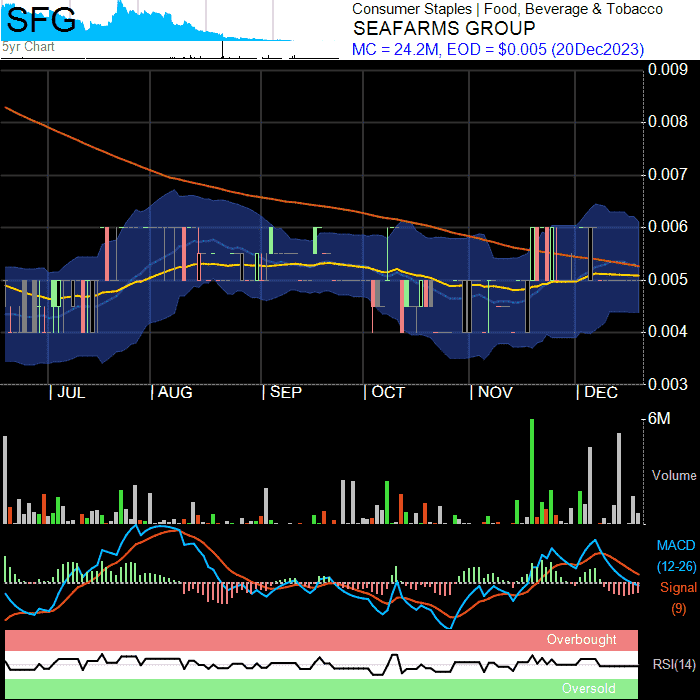 SFG
Consumer Staples | Food, Beverage & Tobacco
SEAFARMS GROUP
5yr Chart
MC = 24.2M, EOD = $0.005 (20Dec2023)
0.009
0.008
0.007
0.006
0.005
0.004
0.003
| JUL | AUG | SEP | OCT | NOV | DEC
6M
Volume
MACD
(12-26)
Signal
(9)
Overbought
RSI(14)
Oversold